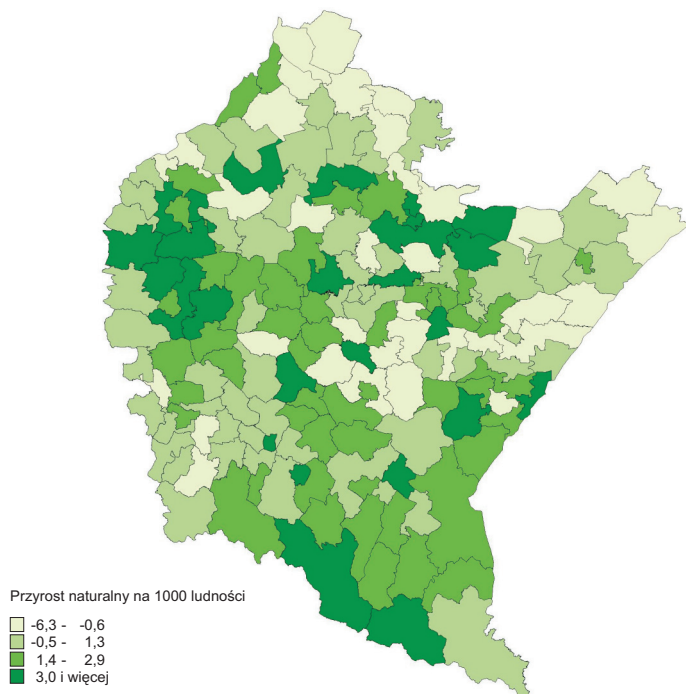 Przyrost naturalny na 1000 ludności
-6,3 - -0,6
-0,5 - 1,3
1,4 - 2,9
3,0 i więcej